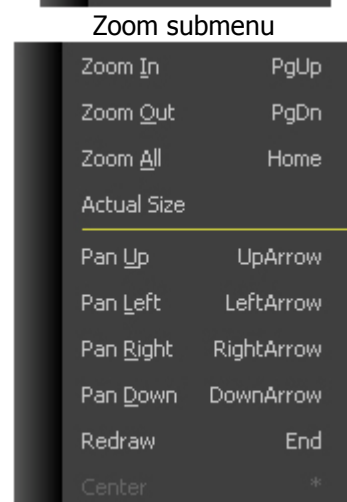 Zoom submenu
Zoom In PgUp
Zoom Out PgDn
Zoom All Home
Actual Size
Pan Up UpArrow
Pan Left LeftArrow
Pan Right RightArrow
Pan Down DownArrow
Redraw End
Center *